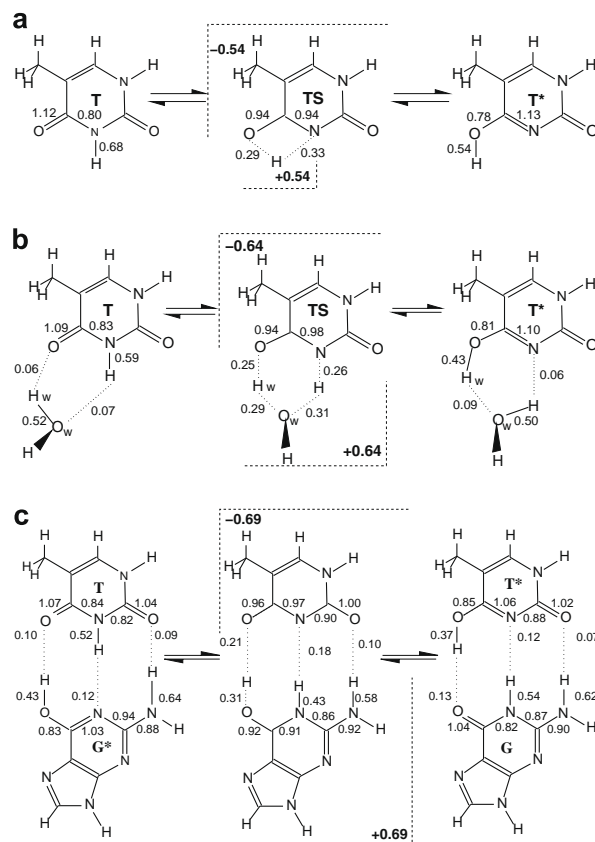 a
H H H
H H −0.54 H H H H
H T N H H TS N H H T* N H
1.12 0.80 0.94 0.94 0.78 1.13
O N O O N O O N O
0.68 0.29 0.33 0.54
H H H
+0.54
b
H −0.64 H H
H H H H H H
H T N H H TS N H H T* N H
1.09 0.83 0.94 0.98 0.81 1.10
O N O O N O O N O
0.06 0.59 0.25 0.26 0.43 0.06
H H w H H
H w 0.07 0.29 0.31 H w 0.09 H
0.52 O w O w 0.50
H H +0.64 O w
H
c
H −0.69 H H
H H H H H H
H T N H H N H H T* N H
1.07 0.84 1.04 0.96 0.97 1.00 0.85 1.06 1.02
O N 0.82 O O N 0.90 O O N 0.88 O
0.10 0.52 0.09 0.21 0.18 0.10 0.37 0.12 0.07
H H
H H H H
0.43 0.12 0.64 0.31 H 0.43 0.58 0.13 H 0.54 0.62
O N 0.94 N H O N 0.86 N H O N 0.87 N H
0.83 1.03 0.88 0.92 0.91 0.92 1.04 0.82 0.90
G* G
N N N N N N
H N H N H N
H H H
+0.69